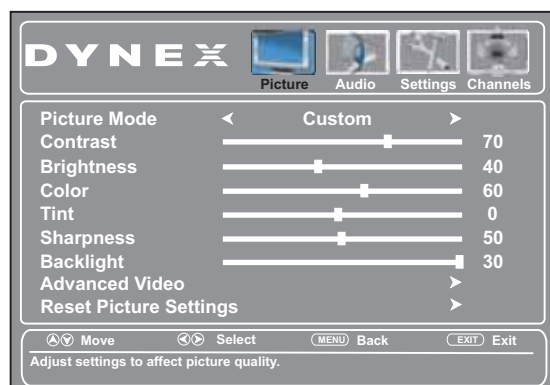 DYNEX
Picture Audio Settings Channels
Picture Mode Custom
Contrast 70
Brightness 40
Color 60
Tint 0
Sharpness 50
Backlight 30
Advanced Video
Reset Picture Settings
Move Select MENU Back EXIT Exit
Adjust settings to affect picture quality.